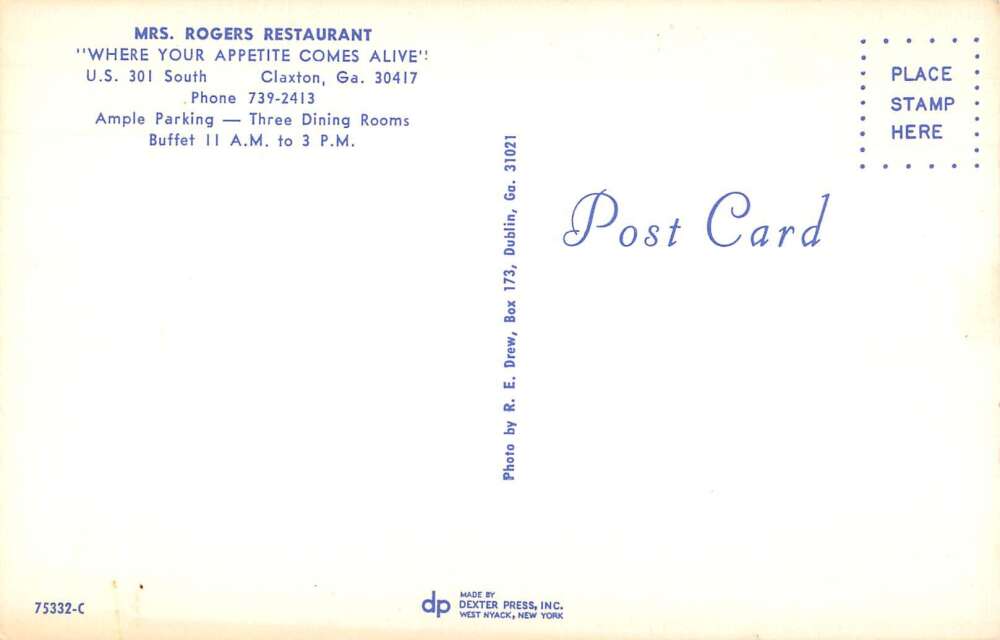 MRS. ROGERS RESTAURANT
"WHERE YOUR APPETITE COMES ALIVE"
U.S. 301 South Claxton, Ga. 30417
Phone 739-2413
Ample Parking — Three Dining Rooms
Buffet 11 A.M. to 3 P.M.
PLACE
STAMP
HERE
Post Card
Photo by R. E. Drew, Box 173, Dublin, Ga. 31021
75332-C
dp
MADE BY
DEXTER PRESS, INC.
WEST NYACK, NEW YORK